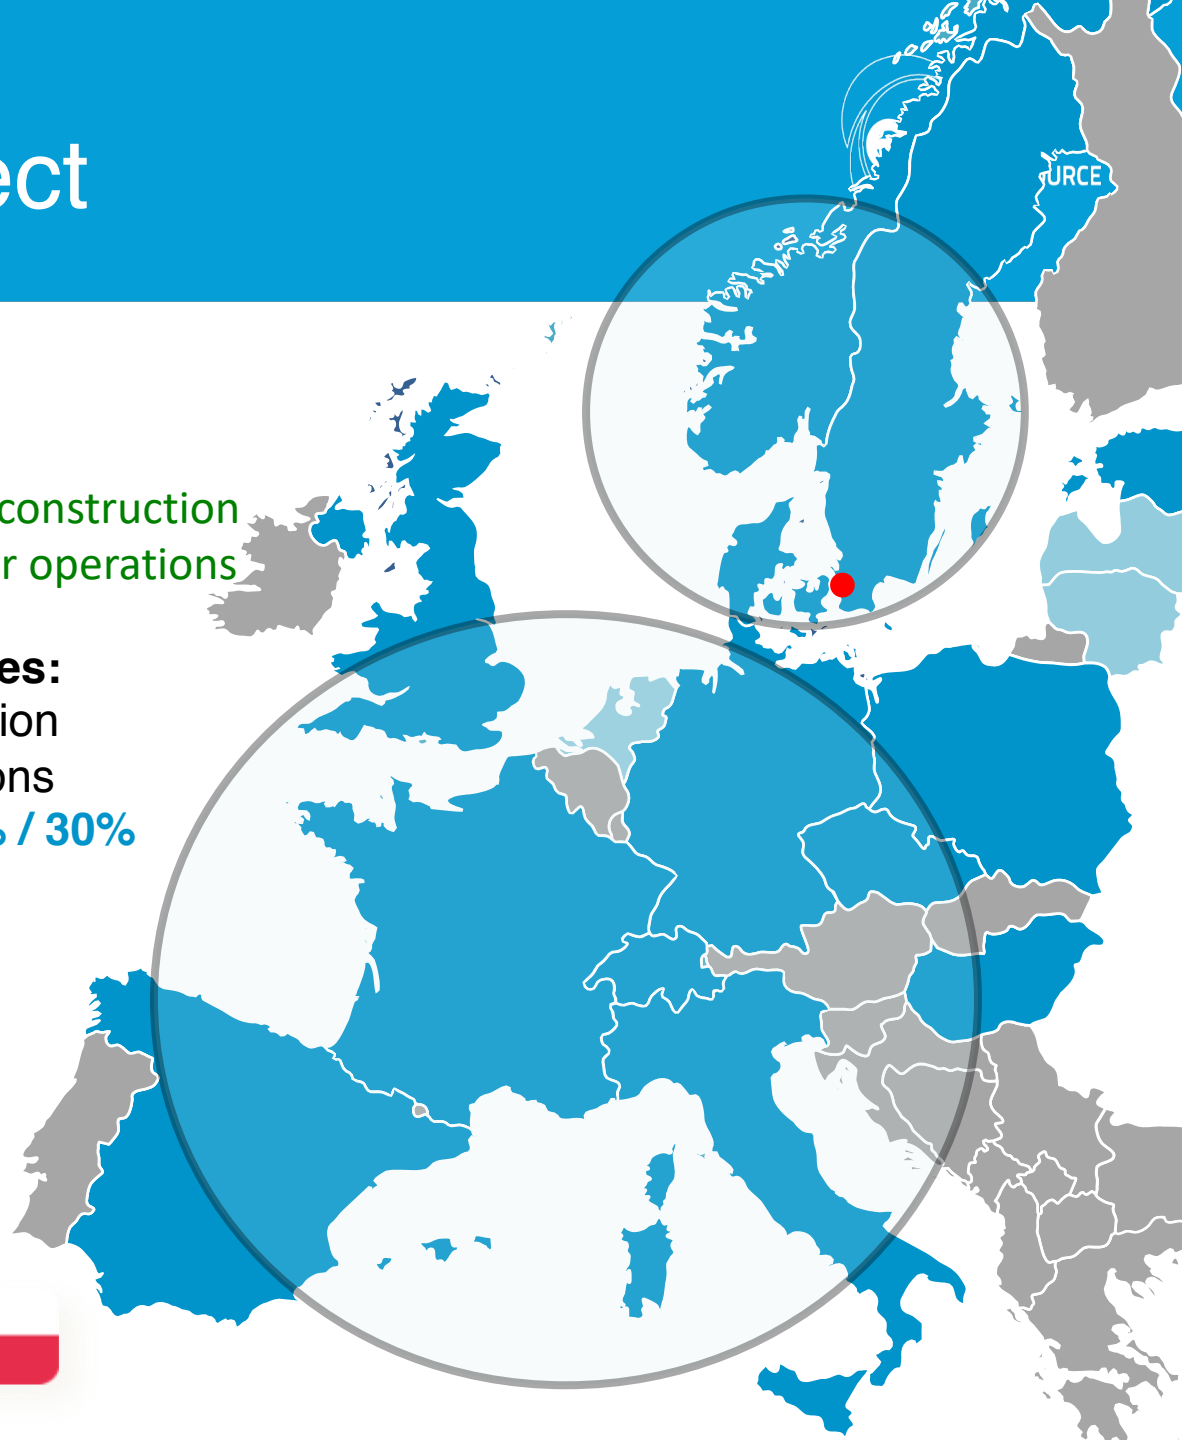 ect
URCE
construction
r operations
es:
ion
ons
% / 30%